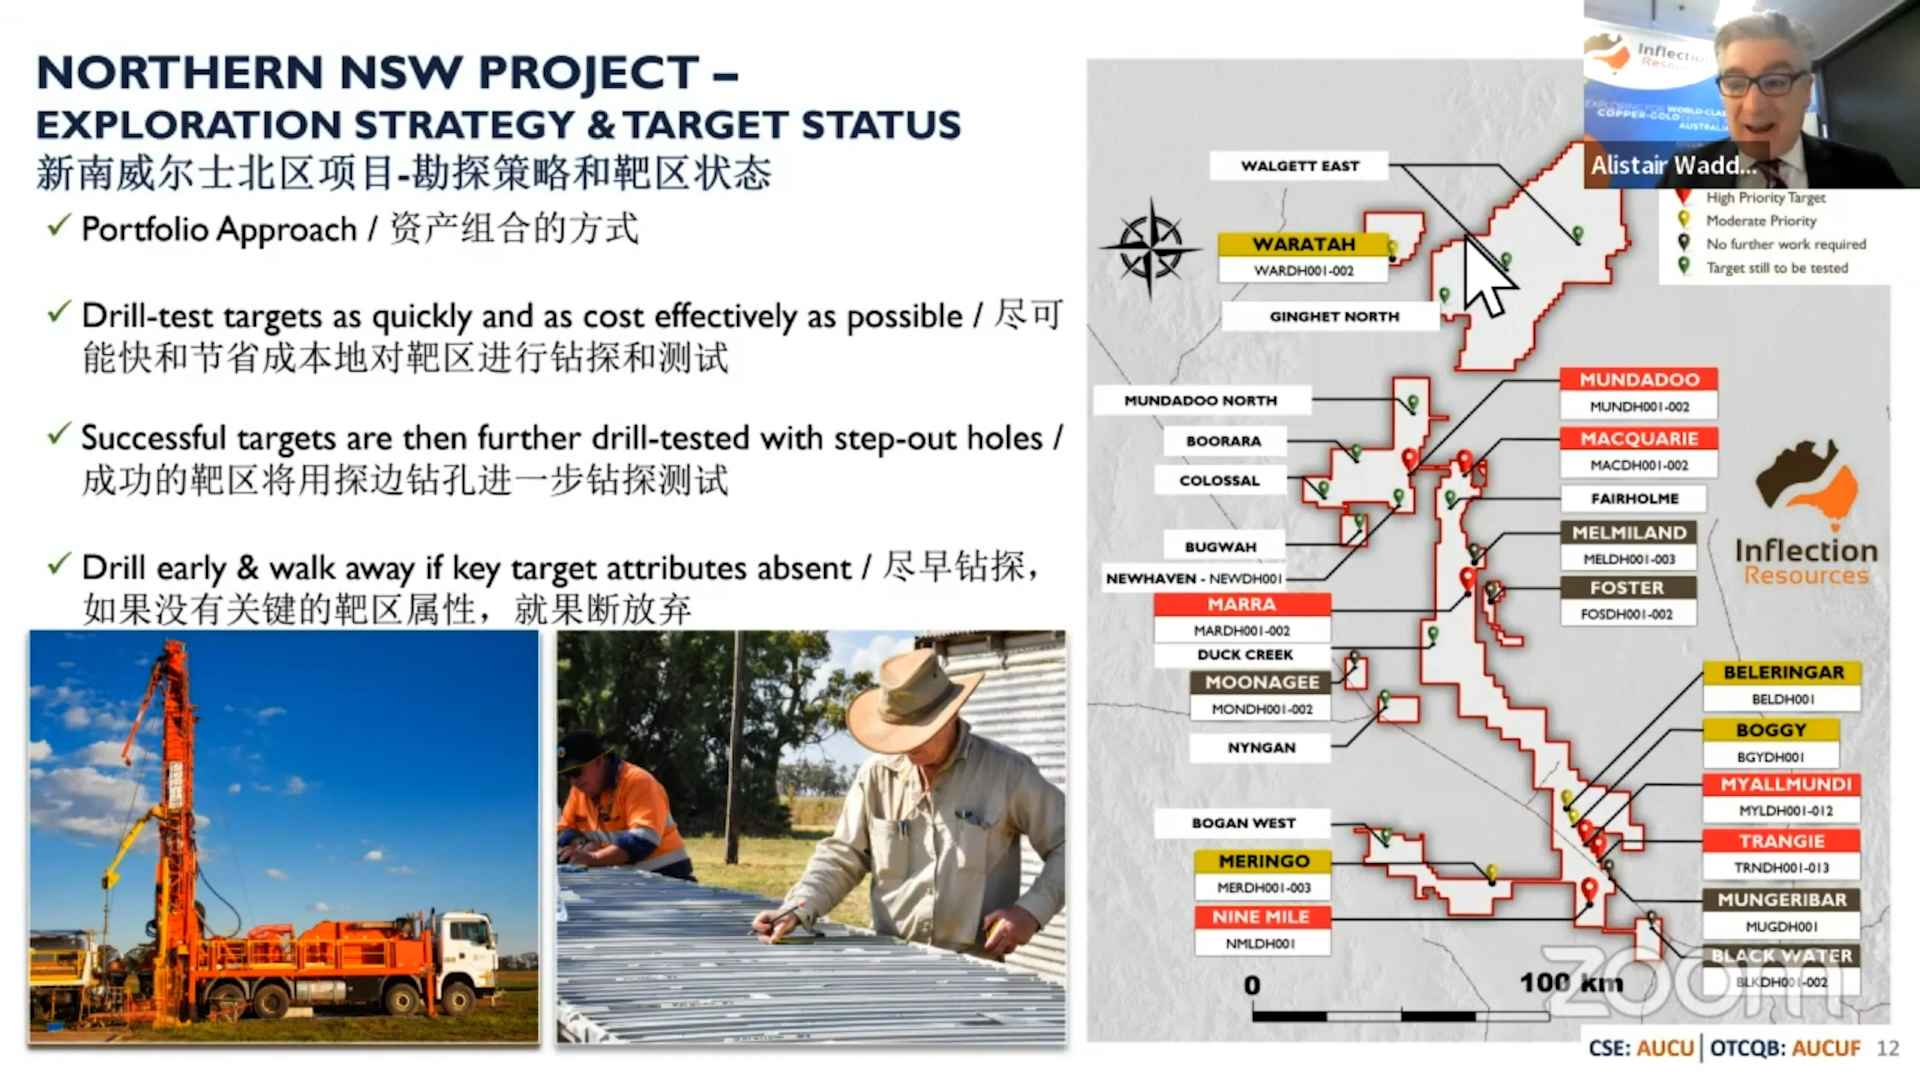 NORTHERN NSW PROJECT –
EXPLORATION STRATEGY & TARGET STATUS
新南威尔士北区项目-勘探策略和靶区状态
✓ Portfolio Approach / 资产组合的方式
✓ Drill-test targets as quickly and as cost effectively as possible / 尽可
能快和节省成本地对靶区进行钻探和测试
✓ Successful targets are then further drill-tested with step-out holes /
成功的靶区将用探边钻孔进一步钻探测试
✓ Drill early & walk away if key target attributes absent / 尽早钻探，
如果没有关键的靶区属性，就果断放弃
Inflection
COPPER-GOLD
AUSTRALIA
Alistair Wadd...
High Priority Target
Moderate Priority
No further work required
Target still to be tested
WALGETT EAST
WARATAH
WARDH001-002
GINGHET NORTH
MUNDADOO NORTH
BOORARA
COLOSSAL
BUGWAH
NEWHAVEN - NEWDH001
MARRA
MARDH001-002
DUCK CREEK
MOONAGEE
MONDH001-002
NYNGAN
BOGAN WEST
MERINGO
MERDH001-003
NINE MILE
NMLDH001
MUNDADOO
MUNDH001-002
MACQUARIE
MACDH001-002
FAIRHOLME
MELMILAND
MELDH001-003
FOSTER
FOSDH001-002
Inflection
Resources
BELERINGAR
BELDH001
BOGGY
BGYDH001
MYALLMUNDI
MYLDH001-012
TRANGIE
TRNDH001-013
MUNGERIBAR
MUGDH001
BLACK WATER
BLKDH001-002
0
100 km
zoom
CSE: AUCU | OTCQB: AUCUF 12